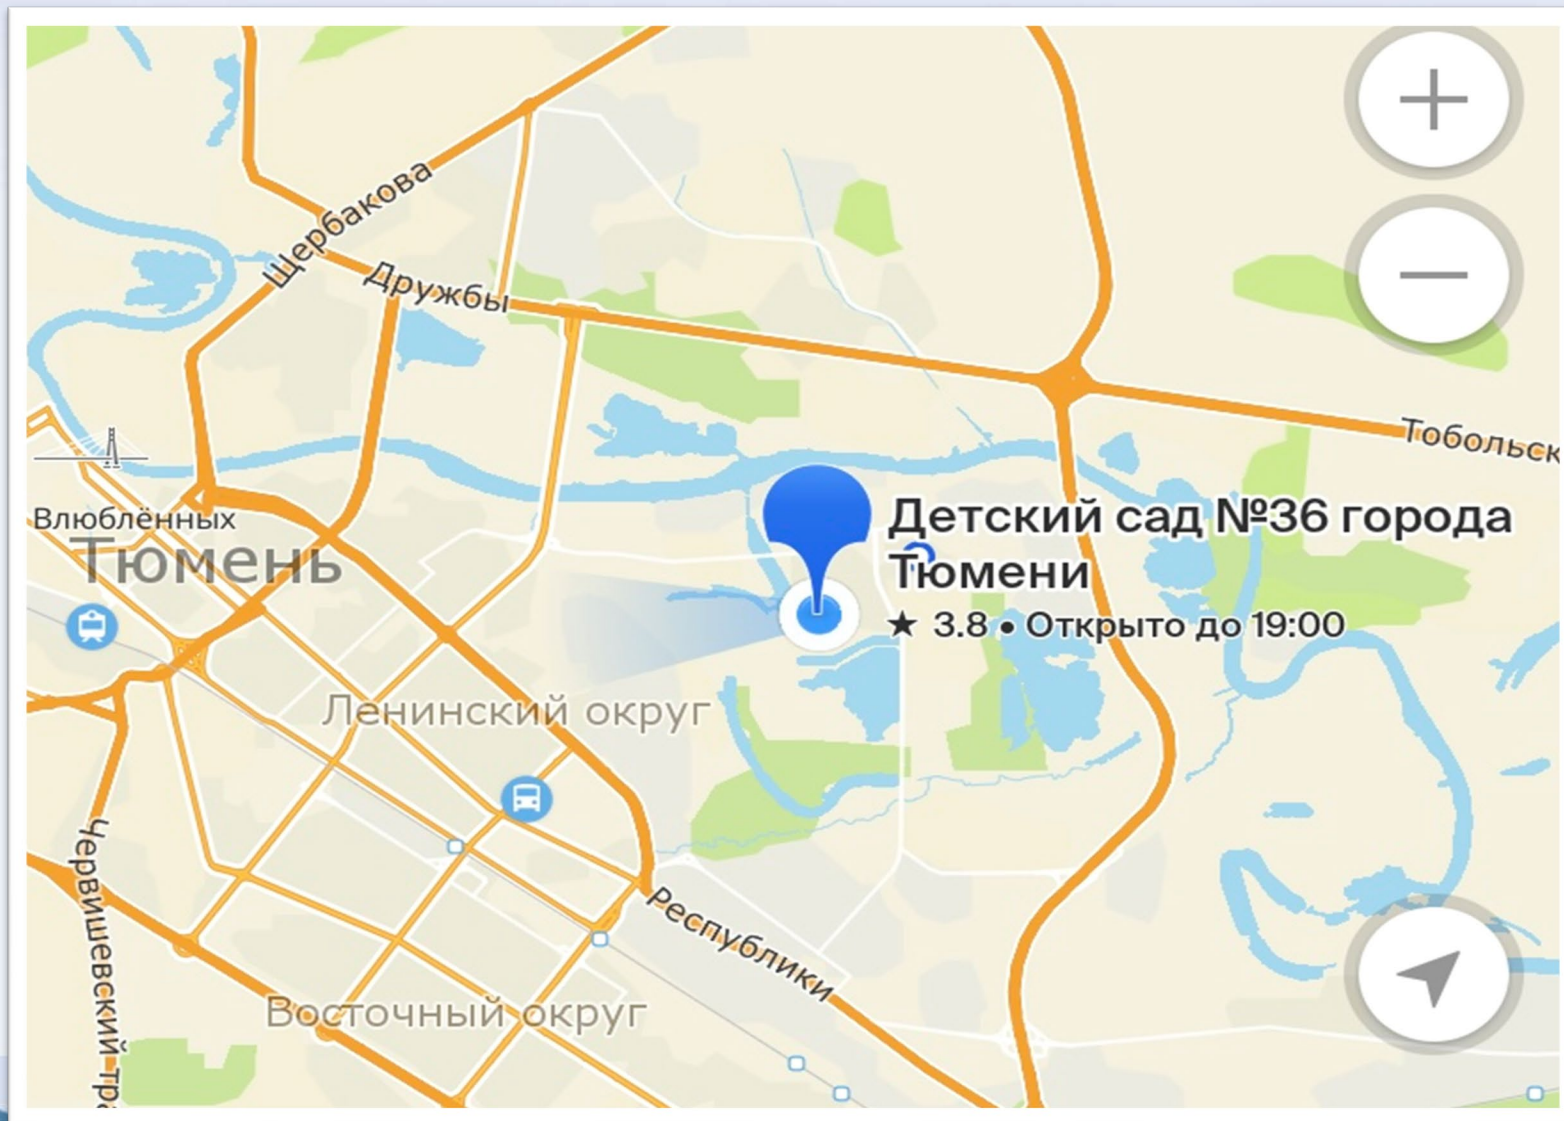 Щербакова
Дружбы
Тобольск
Влюблённых
Тюмень
Детский сад №36 города
Тюмени
★ 3.8 • Открыто до 19:00
Ленинский округ
Червишевский тра
Республики
Восточный округ